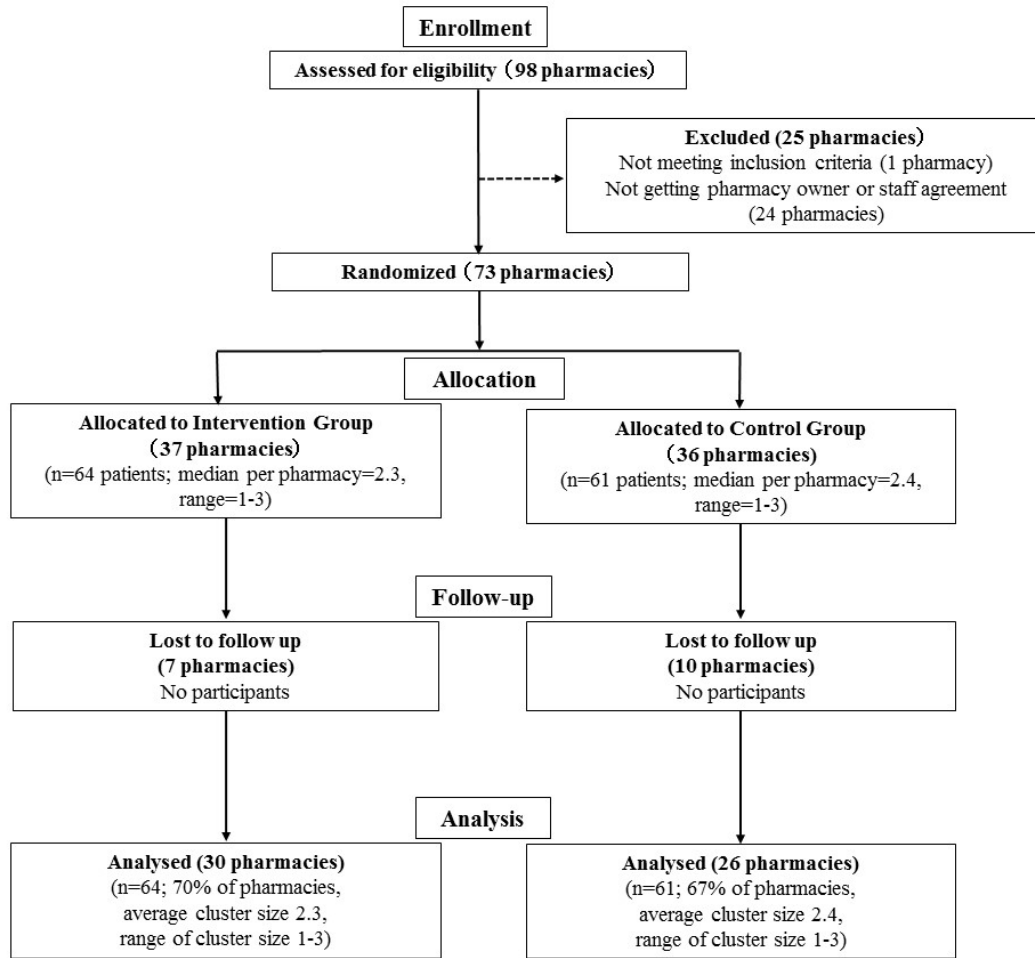 Enrollment
Assessed for eligibility（98 pharmacies）
Excluded (25 pharmacies）
Not meeting inclusion criteria (1 pharmacy)
Not getting pharmacy owner or staff agreement
(24 pharmacies)
Randomized（73 pharmacies）
Allocation
Allocated to Intervention Group
（37 pharmacies）
(n=64 patients; median per pharmacy=2.3,
range=1-3)
Allocated to Control Group
(36 pharmacies)
(n=61 patients; median per pharmacy=2.4,
range=1-3)
Follow-up
Lost to follow up
(7 pharmacies)
No participants
Lost to follow up
(10 pharmacies)
No participants
Analysis
Analysed (30 pharmacies)
(n=64; 70% of pharmacies,
average cluster size 2.3,
range of cluster size 1-3)
Analysed (26 pharmacies)
(n=61; 67% of pharmacies,
average cluster size 2.4,
range of cluster size 1-3)